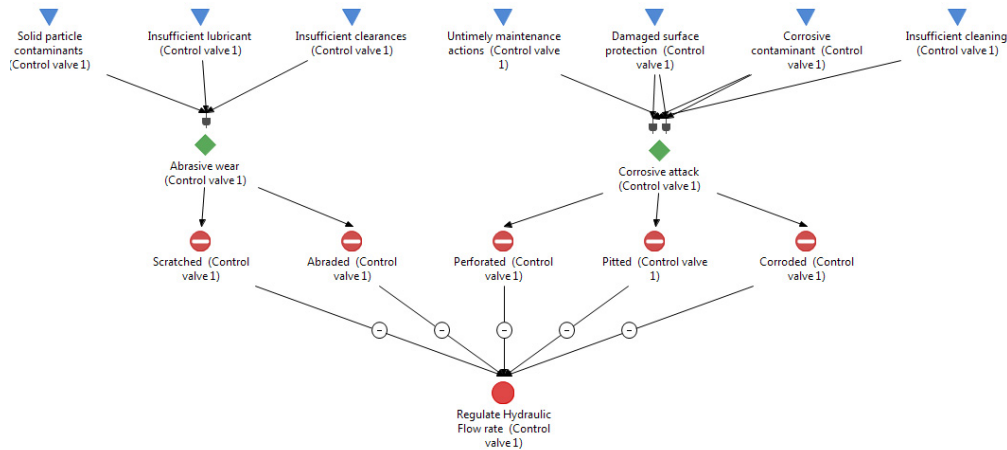 Solid particle
contaminants
(Control valve 1)
Insufficient lubricant
(Control valve 1)
Insufficient clearances
(Control valve 1)
Untimely maintenance
actions (Control valve
1)
Damaged surface
protection (Control
valve 1)
Corrosive
contaminant (Control
valve 1)
Insufficient cleaning
(Control valve 1)
Abrasive wear
(Control valve 1)
Corrosive attack
(Control valve 1)
Scratched (Control
valve 1)
Abraded (Control
valve 1)
Perforated (Control
valve 1)
Pitted (Control valve
1)
Corroded (Control
valve 1)
-
-
-
-
-
Regulate Hydraulic
Flow rate (Control
valve 1)